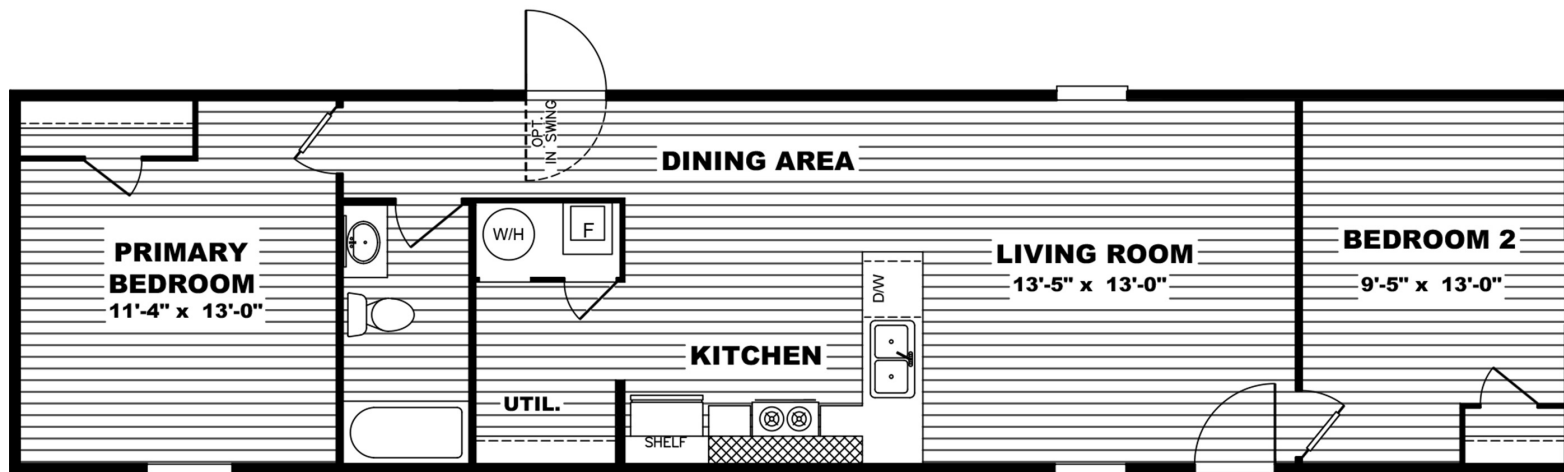 OPT.
IN SWING
DINING AREA
PRIMARY
BEDROOM
11'-4" x 13'-0"
W/H
F
LIVING ROOM
13'-5" x 13'-0"
BEDROOM 2
9'-5" x 13'-0"
D/W
KITCHEN
UTIL.
SHELF